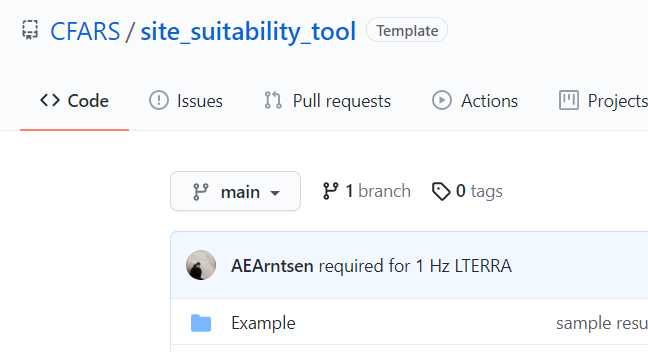 CFARS / site_suitability_tool Template
Code Issues Pull requests Actions Projects
main 1 branch 0 tags
AEArntsen required for 1 Hz LTERRA
Example sample resu